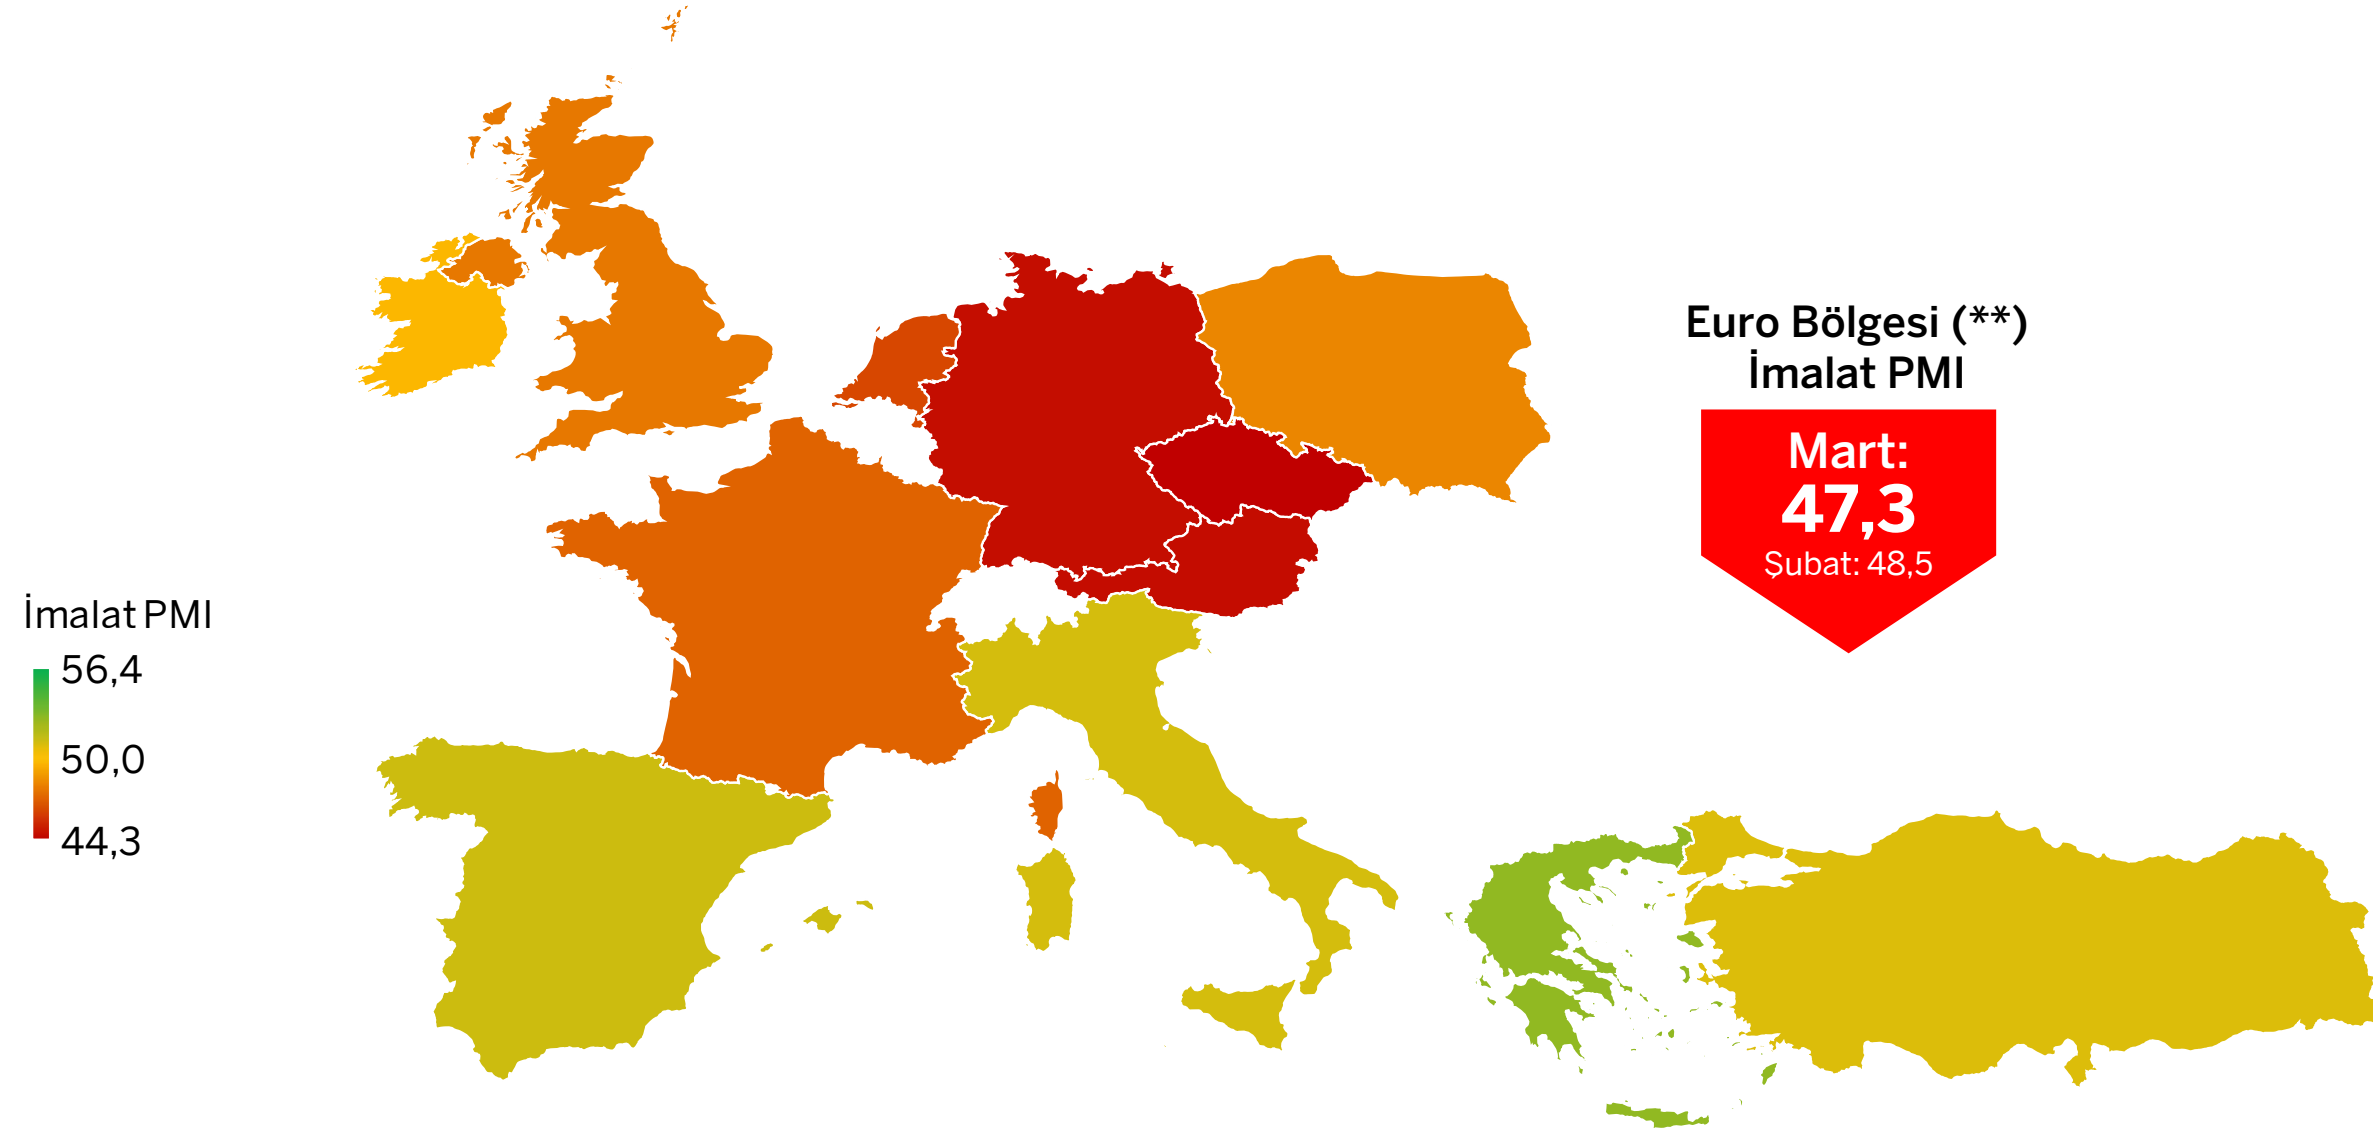 Euro Bölgesi (**)
İmalat PMI
Mart:
47,3
Şubat: 48,5
İmalat PMI
56,4
50,0
44,3